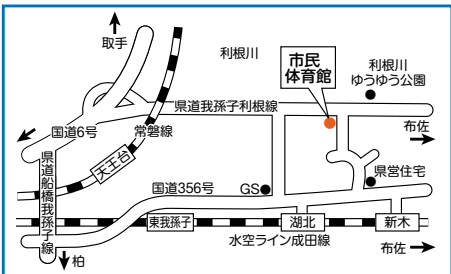 取手
利根川
市民
体育館
利根川
ゆうゆう公園
県道我孫子利根線
布佐
国道6号
常磐線
天王台
県営住宅
県道船橋我孫子線
国道356号
GS
東我孫子
湖北
新木
水空ライン成田線
布佐
柏